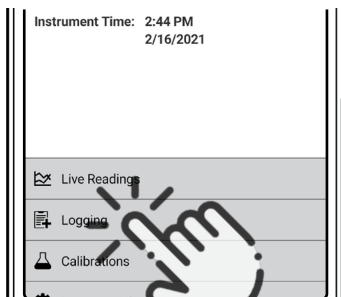 Instrument Time: 2:44 PM
2/16/2021
Live Readings
Logging
Calibrations